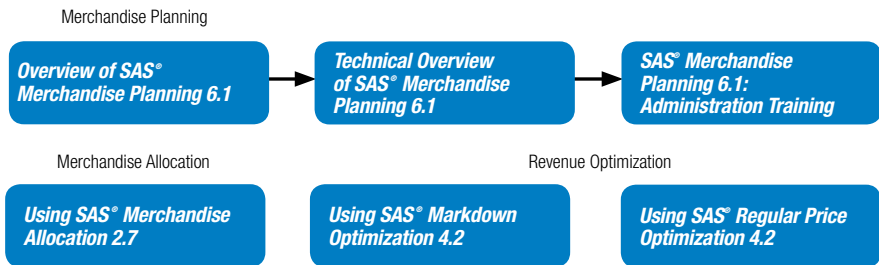 Merchandise Planning
Overview of SAS®
Merchandise Planning 6.1
Technical Overview
of SAS® Merchandise
Planning 6.1
SAS® Merchandise
Planning 6.1:
Administration Training
Merchandise Allocation
Revenue Optimization
Using SAS® Merchandise
Allocation 2.7
Using SAS® Markdown
Optimization 4.2
Using SAS® Regular Price
Optimization 4.2